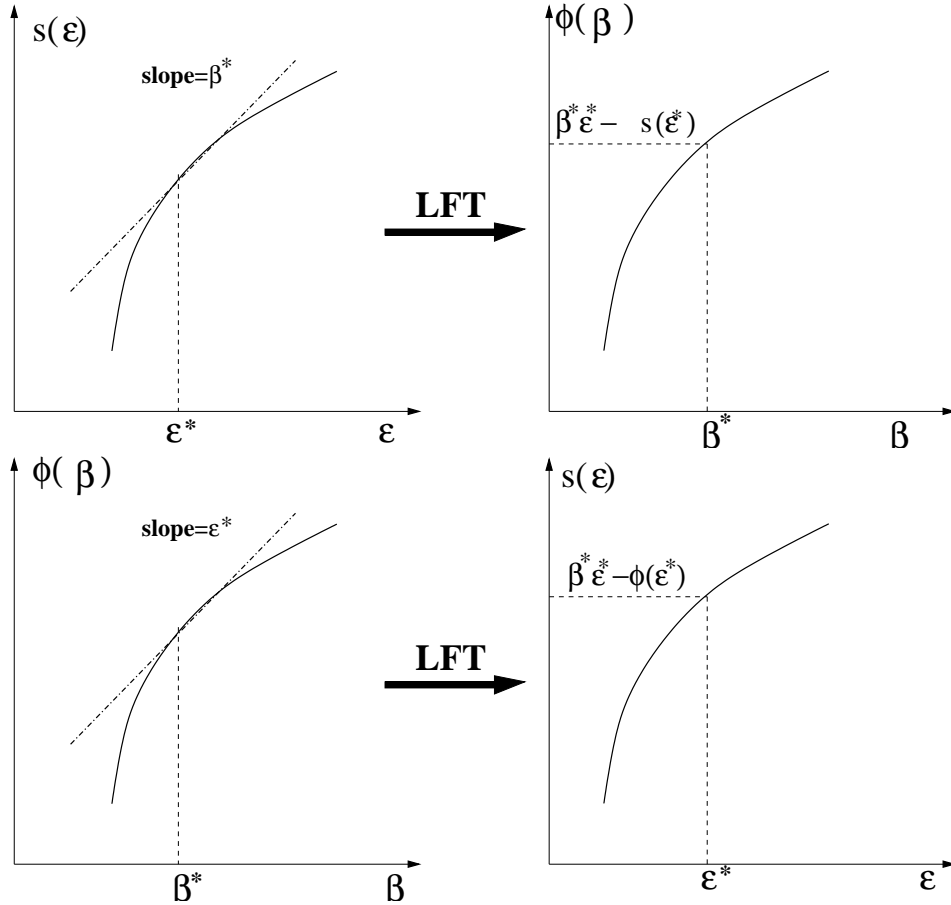 s(ε)
slope=β*
ε*
ε
LFT
ϕ(β)
β*ε*− s(ε*)
β*
β
ϕ(β)
slope=ε*
β*
β
LFT
s(ε)
β*ε*−ϕ(ε*)
ε*
ε